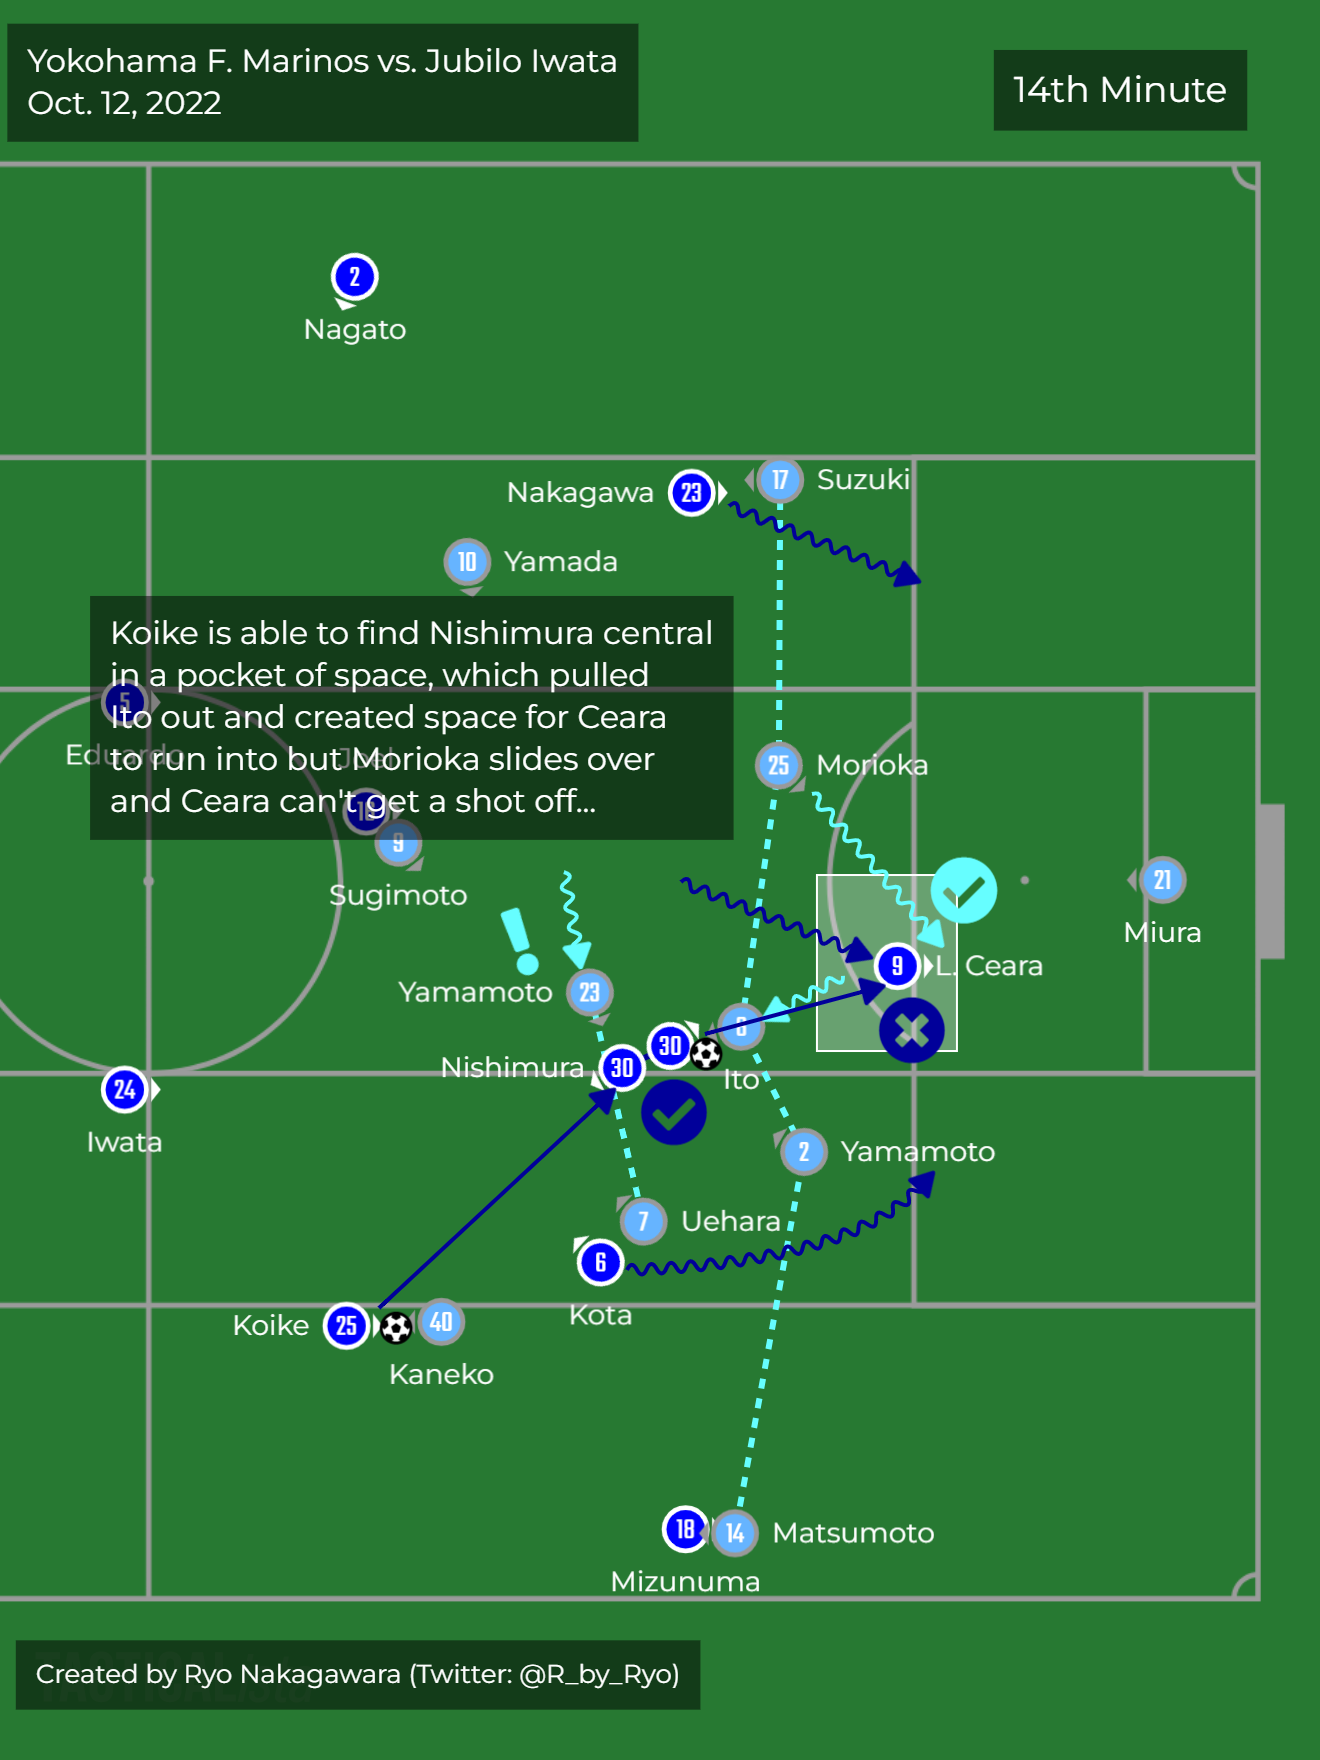 Yokohama F. Marinos vs. Jubilo Iwata
Oct. 12, 2022
14th Minute
2
Nagato
Nakagawa
23
17
Suzuki
10
Yamada
Koike is able to find Nishimura central
in a pocket of space, which pulled
Ito out and created space for Ceara
to run into but Morioka slides over
and Ceara can't get a shot off...
5
Eduardo
Joel
25
Morioka
9
Sugimoto
21
Miura
9
L. Ceara
Yamamoto
23
!
30
Nishimura
30
Ito
24
Iwata
2
Yamamoto
7
Uehara
6
Kota
Koike
25
40
Kaneko
18
14
Matsumoto
Mizunuma
Created by Ryo Nakagawara (Twitter: @R_by_Ryo)